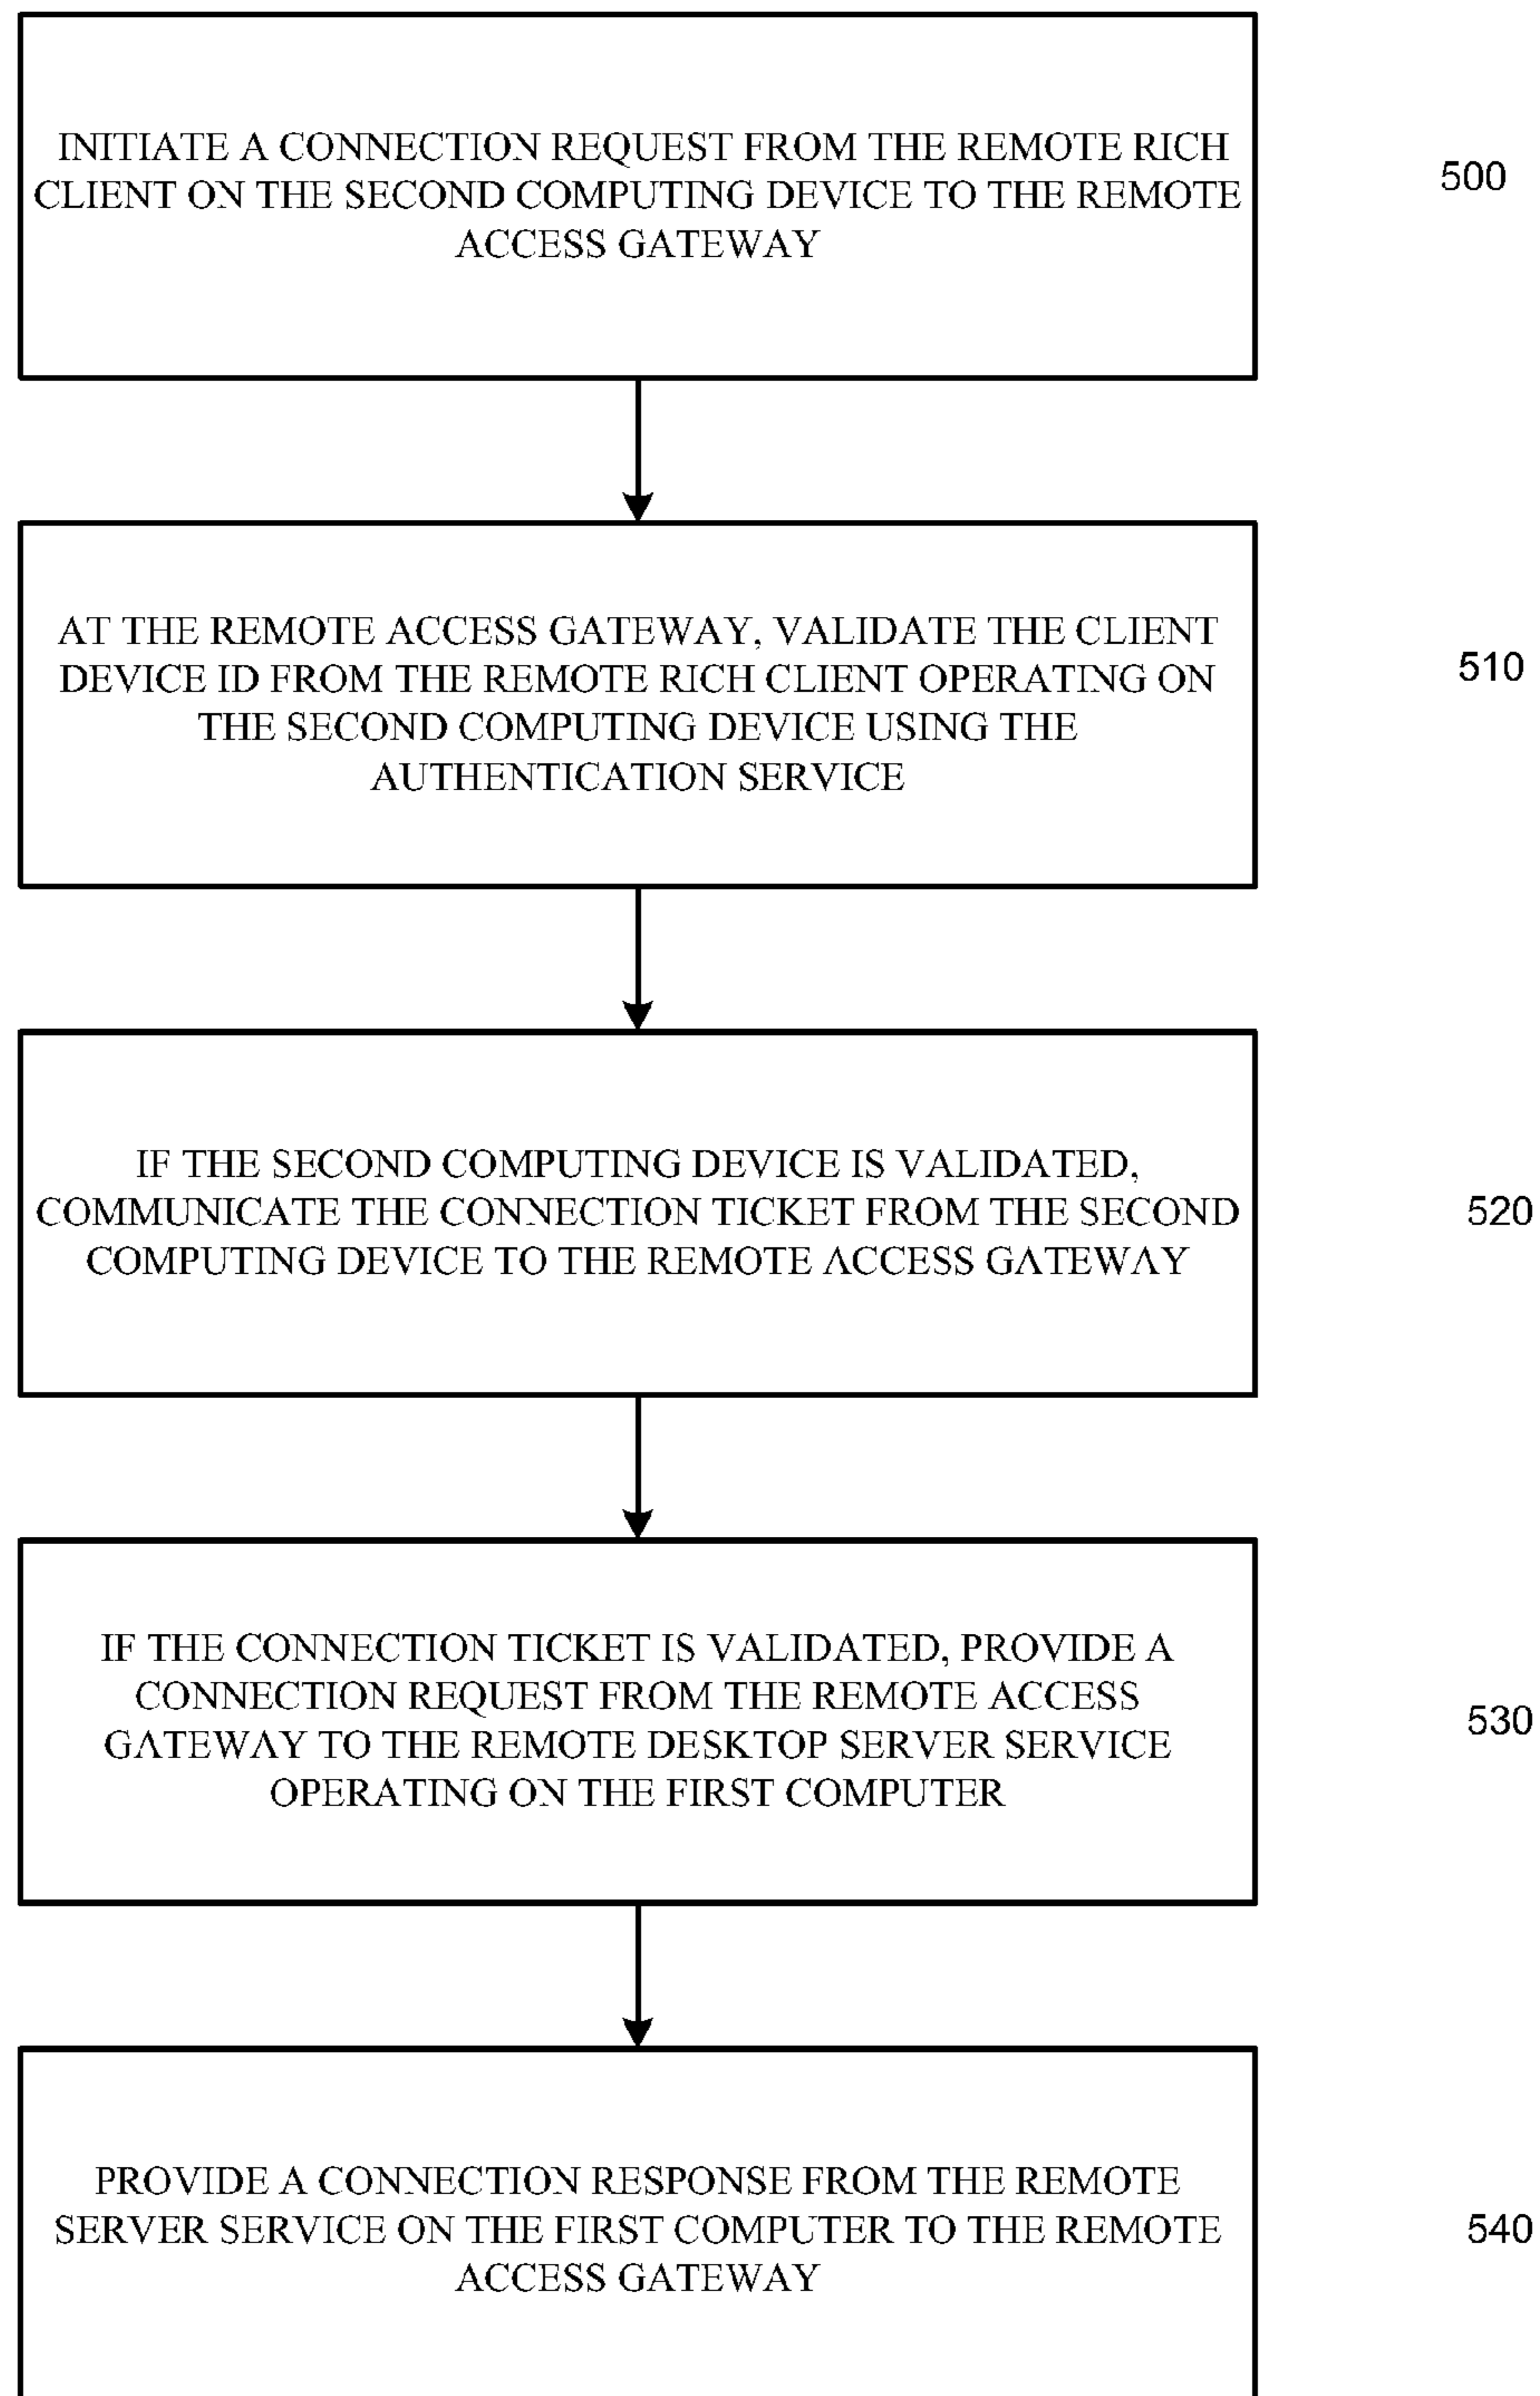 INITIATE A CONNECTION REQUEST FROM THE REMOTE RICH
CLIENT ON THE SECOND COMPUTING DEVICE TO THE REMOTE
ACCESS GATEWAY
500
AT THE REMOTE ACCESS GATEWAY, VALIDATE THE CLIENT
DEVICE ID FROM THE REMOTE RICH CLIENT OPERATING ON
THE SECOND COMPUTING DEVICE USING THE
AUTHENTICATION SERVICE
510
IF THE SECOND COMPUTING DEVICE IS VALIDATED,
COMMUNICATE THE CONNECTION TICKET FROM THE SECOND
COMPUTING DEVICE TO THE REMOTE ACCESS GATEWAY
520
IF THE CONNECTION TICKET IS VALIDATED, PROVIDE A
CONNECTION REQUEST FROM THE REMOTE ACCESS
GATEWAY TO THE REMOTE DESKTOP SERVER SERVICE
OPERATING ON THE FIRST COMPUTER
530
PROVIDE A CONNECTION RESPONSE FROM THE REMOTE
SERVER SERVICE ON THE FIRST COMPUTER TO THE REMOTE
ACCESS GATEWAY
540